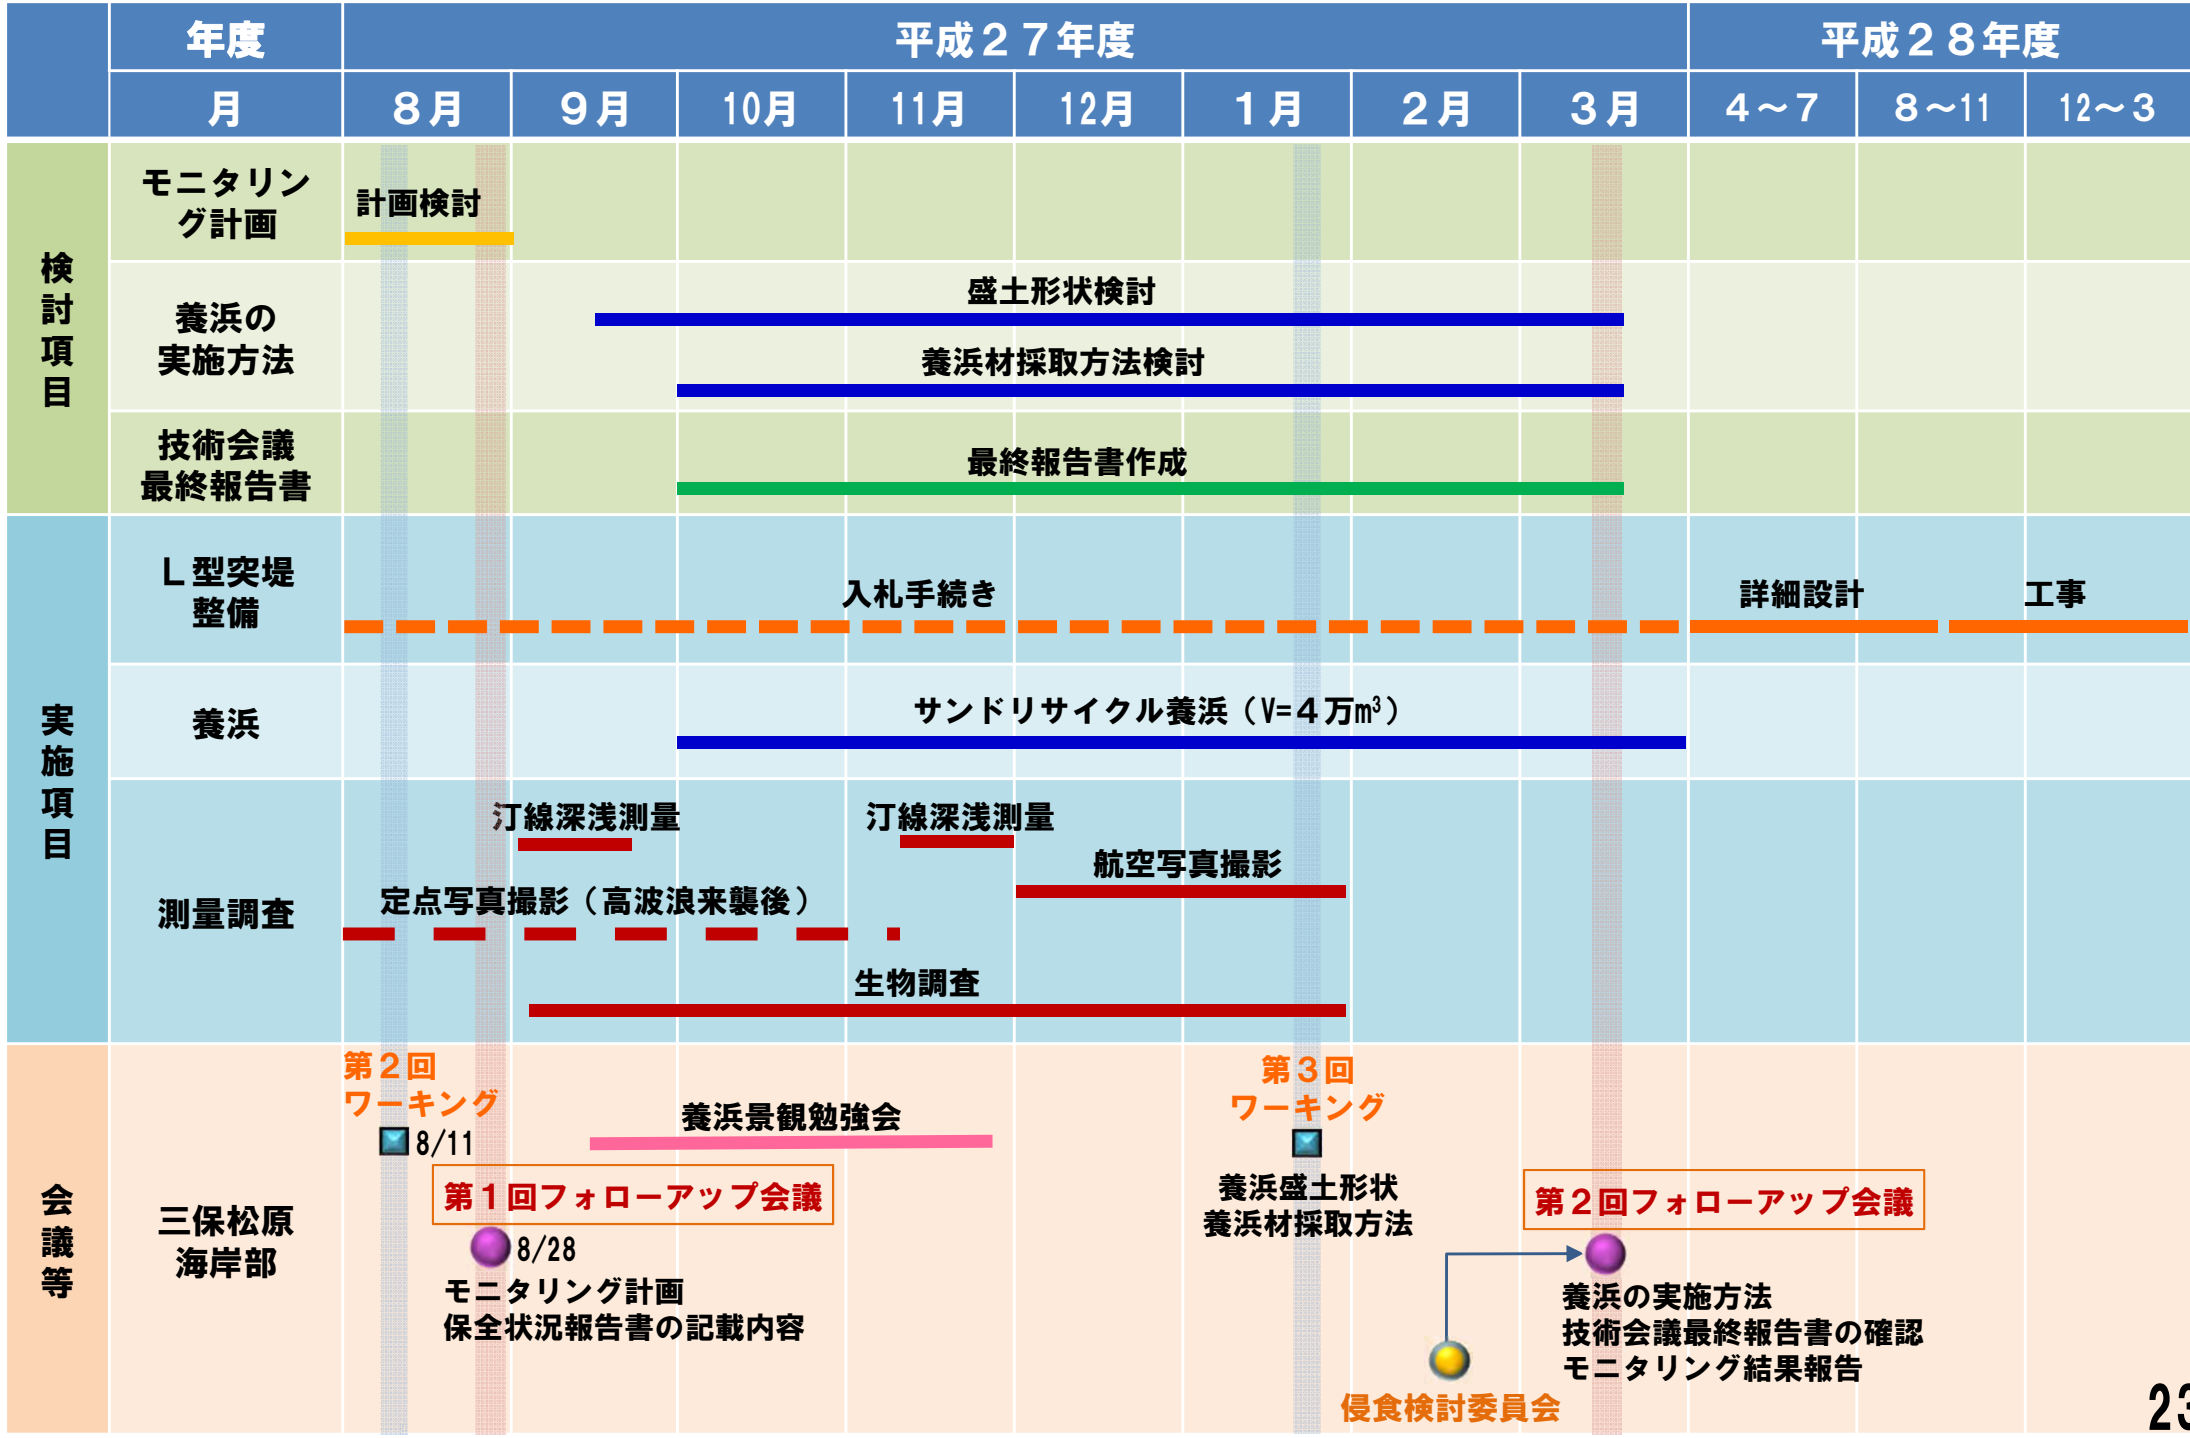 年度
平成２７年度
平成２８年度
月
８月
９月
10月
11月
12月
１月
２月
３月
４～７
８～11
12～３
検討項目
モニタリン
グ計画
計画検討
養浜の
実施方法
盛土形状検討
養浜材採取方法検討
技術会議
最終報告書
最終報告書作成
実施項目
Ｌ型突堤
整備
入札手続き
詳細設計
工事
養浜
サンドリサイクル養浜（V=４万m³）
測量調査
汀線深浅測量
汀線深浅測量
航空写真撮影
定点写真撮影（高波浪来襲後）
生物調査
会議等
三保松原
海岸部
第２回
ワーキング
8/11
養浜景観勉強会
第１回フォローアップ会議
8/28
モニタリング計画
保全状況報告書の記載内容
第３回
ワーキング
養浜盛土形状
養浜材採取方法
第２回フォローアップ会議
養浜の実施方法
技術会議最終報告書の確認
モニタリング結果報告
侵食検討委員会
23